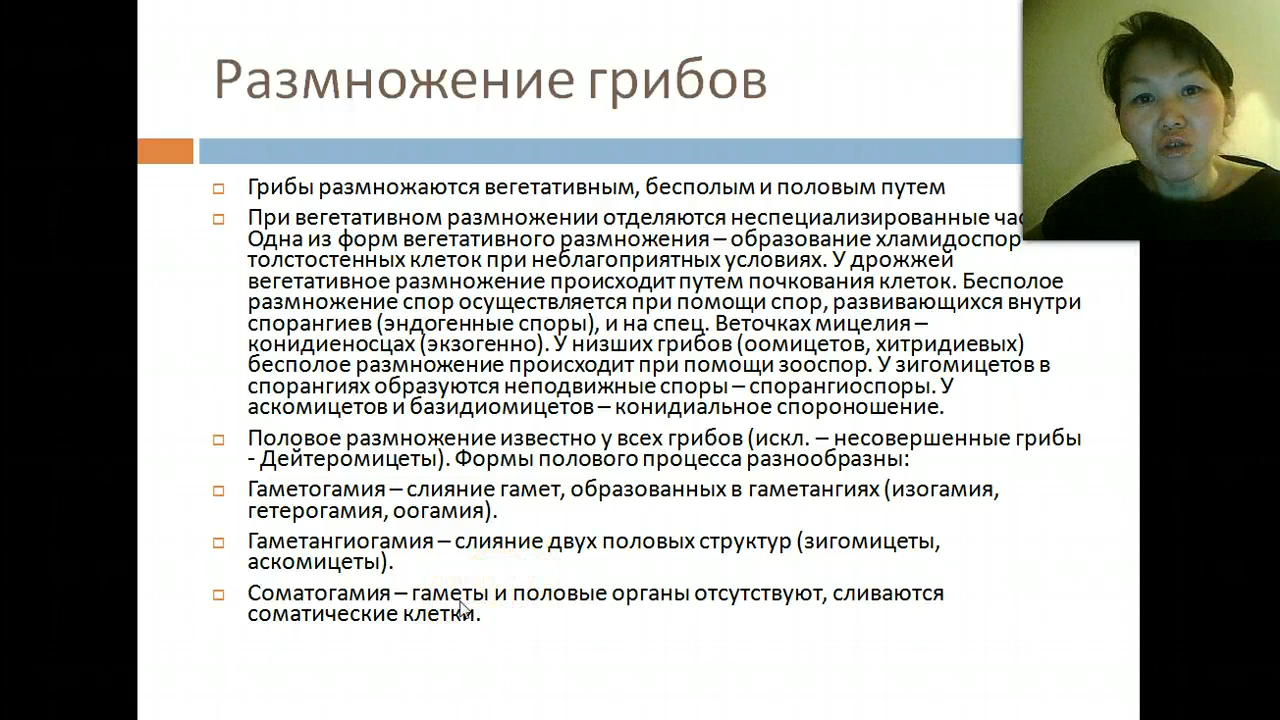 Размножение грибов
Грибы размножаются вегетативным, бесполым и половым путем
При вегетативном размножении отделяются неспециализированные
Одна из форм вегетативного размножения – образование хламидоспор
толстостенных клеток при неблагоприятных условиях. У дрожжей
вегетативное размножение происходит путем почкования клеток. Бесполое
размножение спор осуществляется при помощи спор, развивающихся внутри
спорангиев (эндогенные споры), и на спец. Веточках мицелия –
конидиеносцах (экзогенно). У низших грибов (оомицетов, хитридиевых)
бесполое размножение происходит при помощи зооспор. У зигомицетов в
спорангиях образуются неподвижные споры – спорангиоспоры. У
аскомицетов и базидиомицетов – конидиальное спороношение.
Половое размножение известно у всех грибов (искл. – несовершенные грибы
- Дейтеромицеты). Формы полового процесса разнообразны:
Гаметогамия – слияние гамет, образованных в гаметангиях (изогамия,
гетерогамия, оогамия).
Гаметангиогамия – слияние двух половых структур (зигомицеты,
аскомицеты).
Соматогамия – гаметы и половые органы отсутствуют, сливаются
соматические клетки.